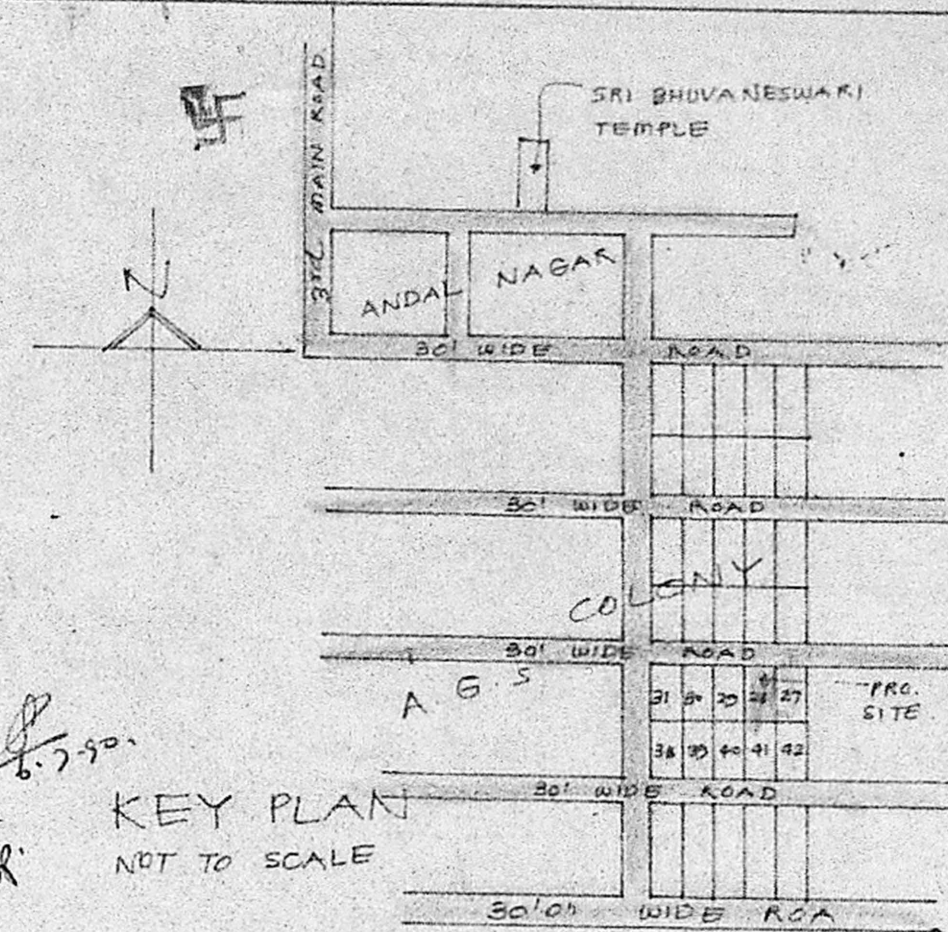 3rd MAIN ROAD
SRI BHUVANESWARI
TEMPLE
N
ANDAL NAGAR
30' WIDE ROAD
30' WIDE ROAD
A.G.S COLONY
30' WIDE ROAD
31 30 29 28 27
PRO.
SITE
38 39 40 41 42
30' WIDE ROAD
KEY PLAN
NOT TO SCALE
30'0" WIDE ROA